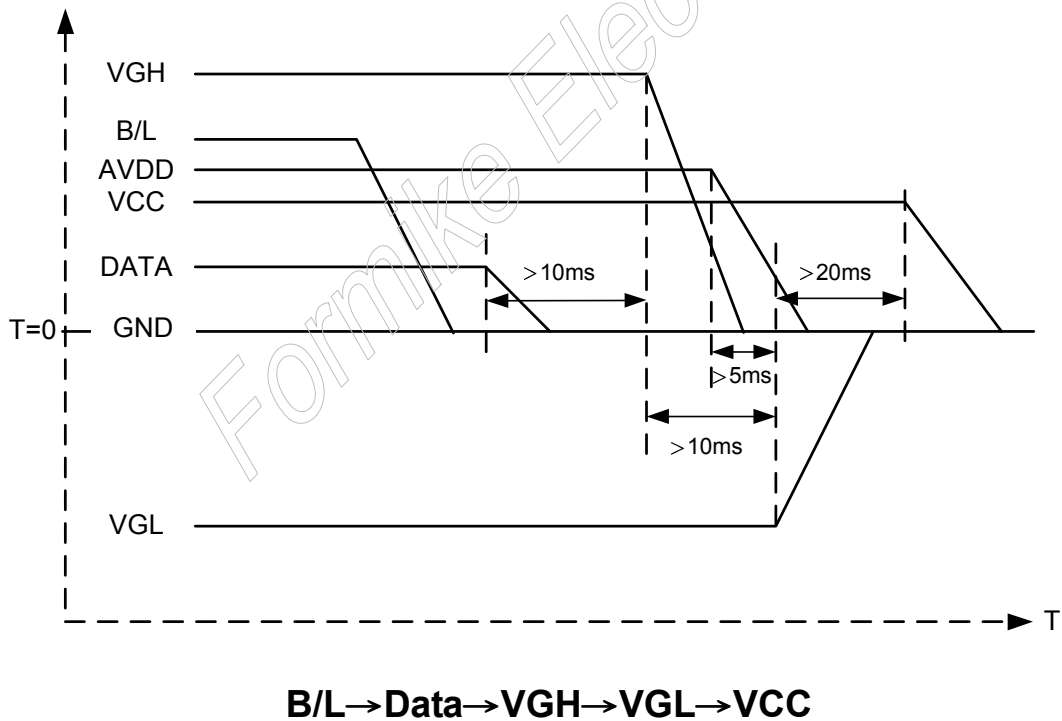 VGH
B/L
AVDD
VCC
DATA
>10ms
>20ms
T=0
GND
>5ms
>10ms
VGL
T
B/L→Data→VGH→VGL→VCC
Formike Elec